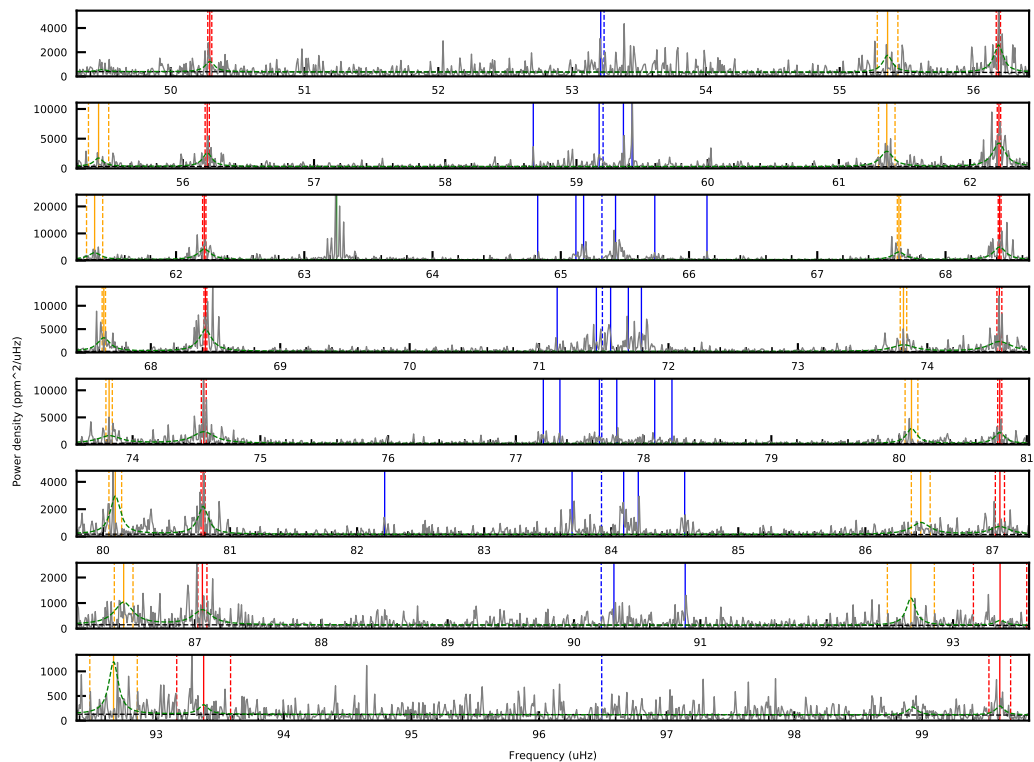 4000
2000
0
50 51 52 53 54 55 56
10000
5000
0
56 57 58 59 60 61 62
20000
10000
0
62 63 64 65 66 67 68
10000
5000
0
68 69 70 71 72 73 74
10000
5000
0
74 75 76 77 78 79 80 81
4000
2000
0
80 81 82 83 84 85 86 87
2000
1000
0
87 88 89 90 91 92 93
1000
500
0
93 94 95 96 97 98 99
Power density (ppm^2/uHz)
Frequency (uHz)